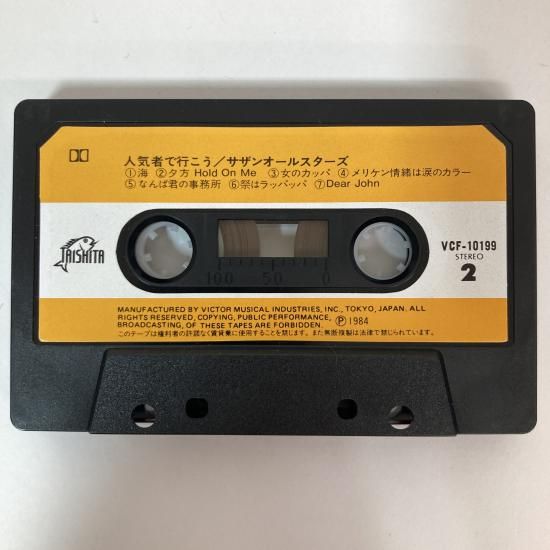 人気者で行こう／サザンオールスターズ
①海 ②夕方 Hold On Me ③女のカッパ ④メリケン情緒は涙のカラー
⑤なんば君の事務所 ⑥祭はラッパッパ ⑦Dear John
TAISHITA
VCF-10199
STEREO
2
100 50 0
MANUFACTURED BY VICTOR MUSICAL INDUSTRIES, INC., TOKYO, JAPAN. ALL
RIGHTS RESERVED, COPYING, PUBLIC PERFORMANCE,
BROADCASTING, OF THESE TAPES ARE FORBIDDEN. Ⓟ 1984
このテープは権利者の許諾なく賃貸業に使用することを禁じます。また無断複製は法律で禁じられています。